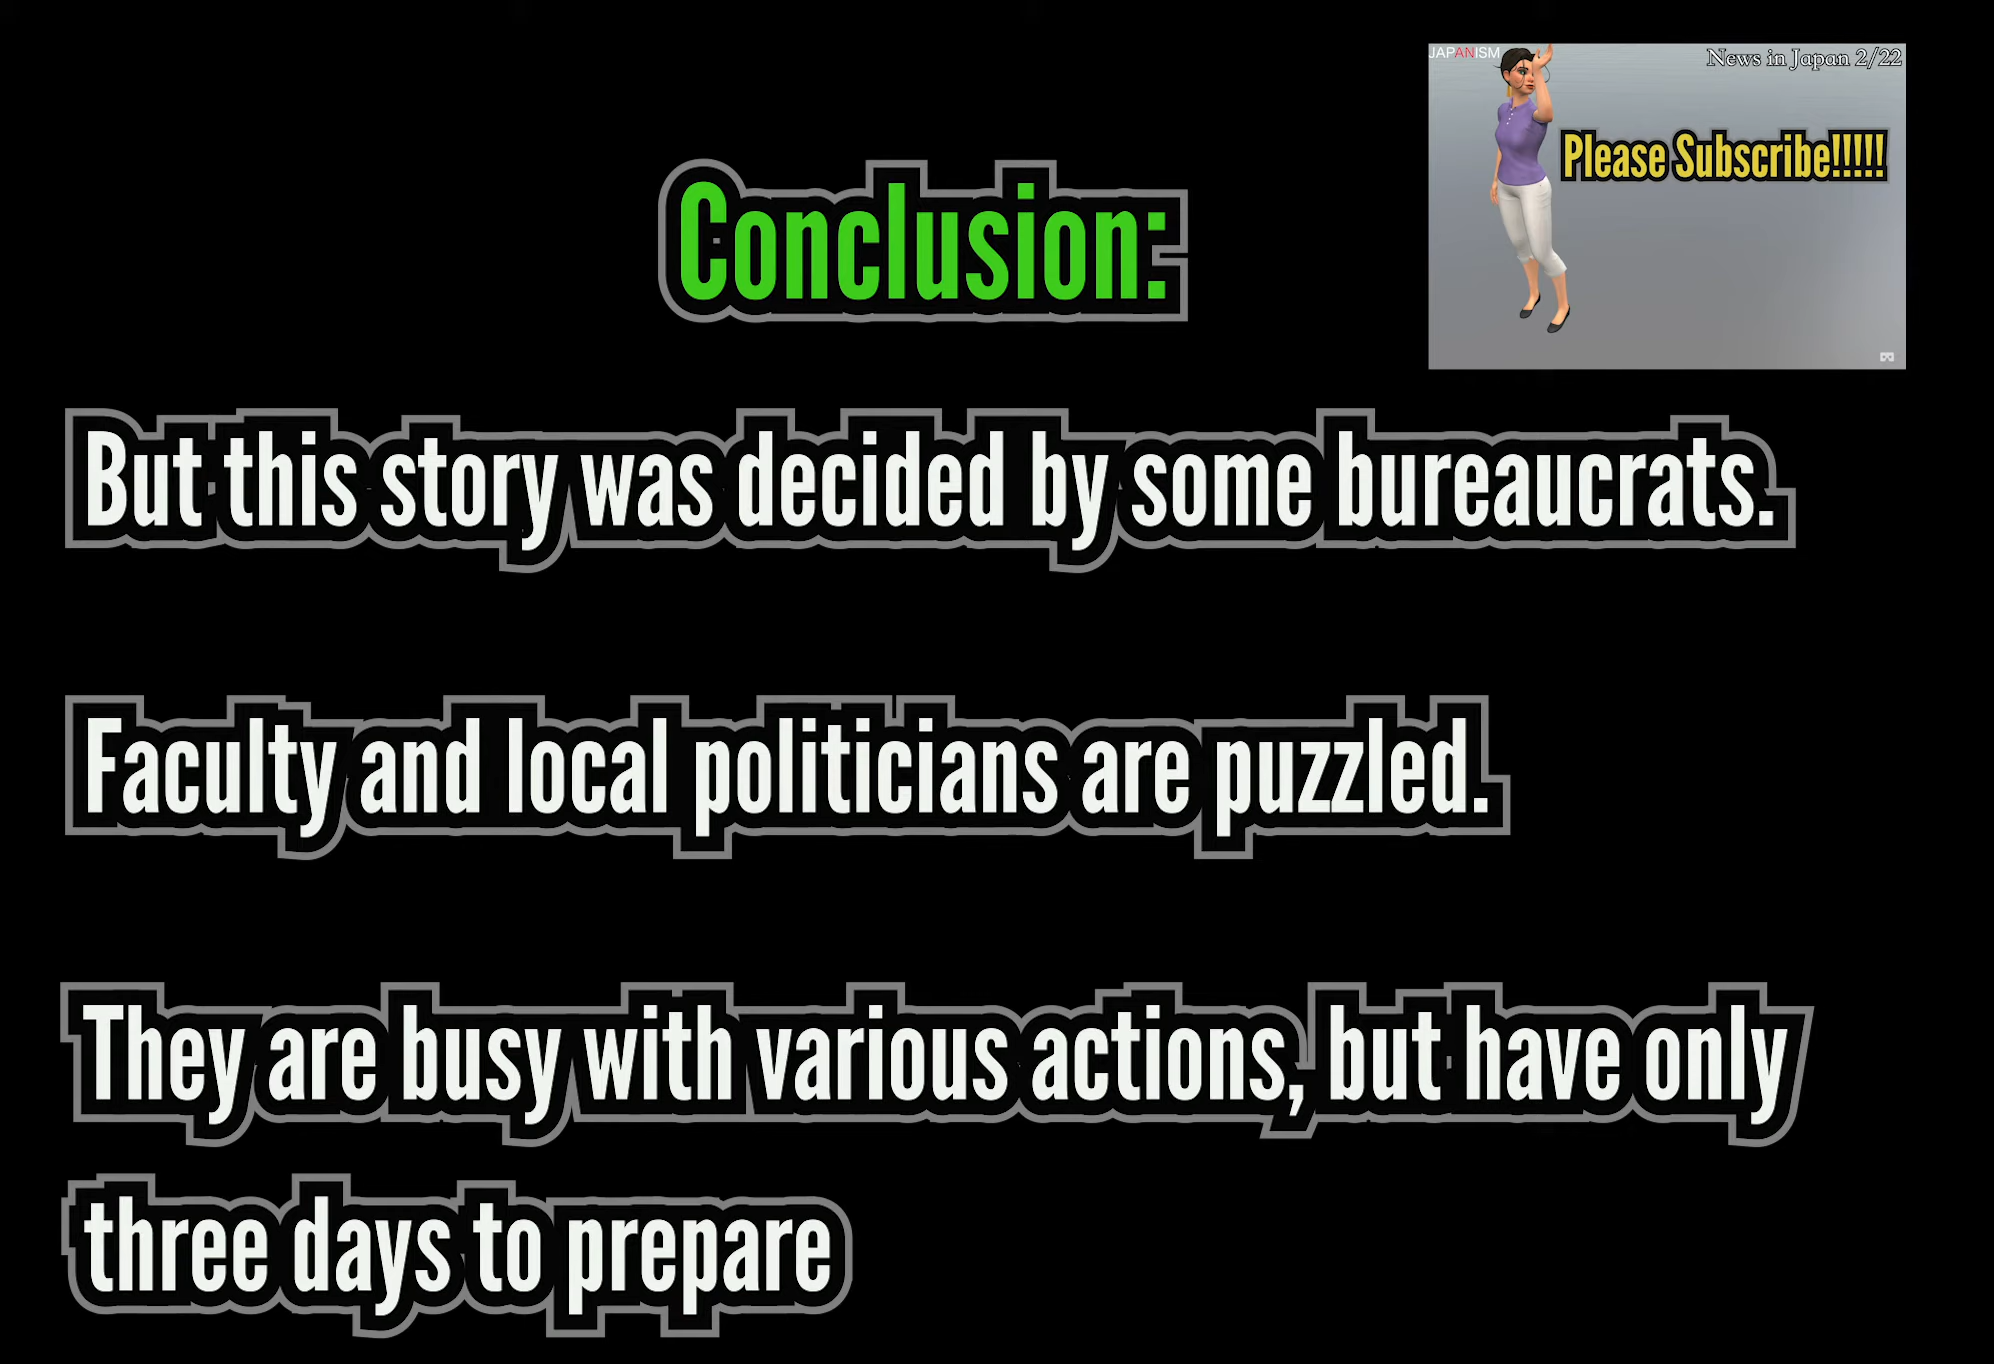 JAPANISM
News in Japan 2/22
Please Subscribe!!!!!
Conclusion:
But this story was decided by some bureaucrats.
Faculty and local politicians are puzzled.
They are busy with various actions, but have only
three days to prepare